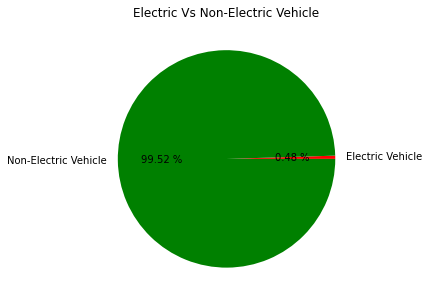 Electric Vs Non-Electric Vehicle
Non-Electric Vehicle
99.52 %
0.48 %
Electric Vehicle